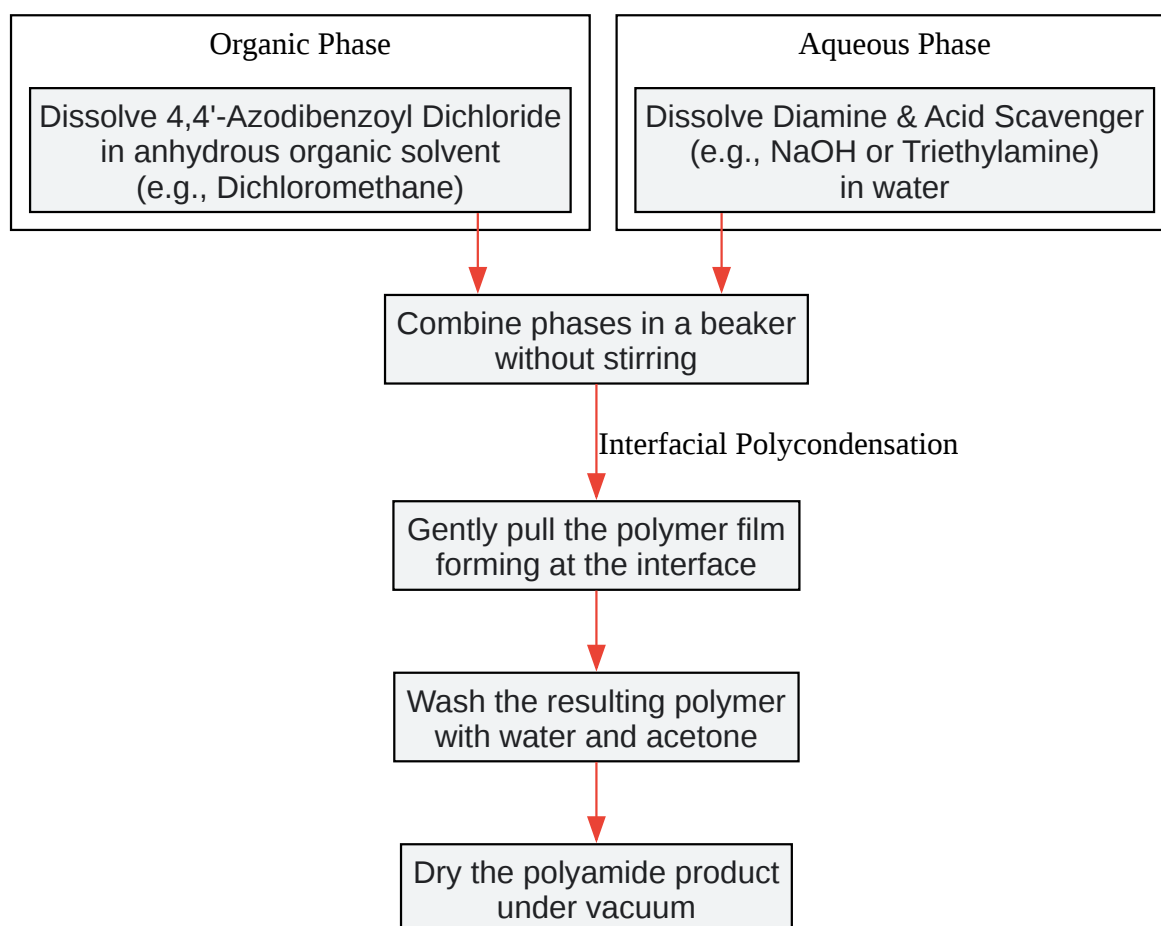 Organic Phase
Dissolve 4,4'-Azodibenzoyl Dichloride
in anhydrous organic solvent
(e.g., Dichloromethane)
Aqueous Phase
Dissolve Diamine & Acid Scavenger
(e.g., NaOH or Triethylamine)
in water
Combine phases in a beaker
without stirring
Interfacial Polycondensation
Gently pull the polymer film
forming at the interface
Wash the resulting polymer
with water and acetone
Dry the polyamide product
under vacuum